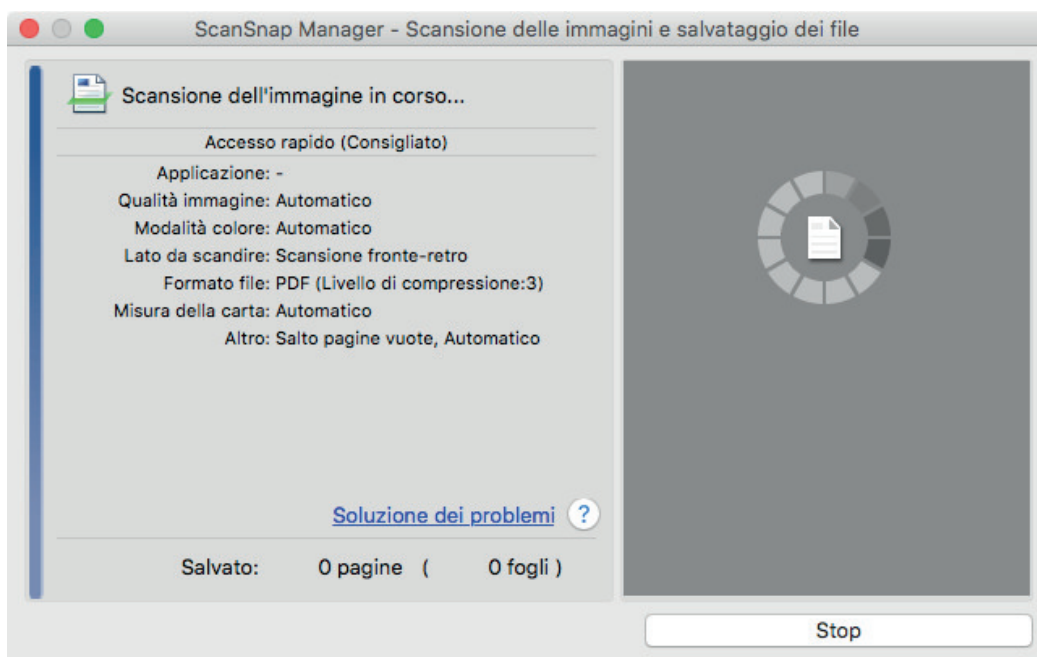 ScanSnap Manager - Scansione delle immagini e salvataggio dei file
Scansione dell'immagine in corso...
Accesso rapido (Consigliato)
Applicazione: -
Qualità immagine: Automatico
Modalità colore: Automatico
Lato da scandire: Scansione fronte-retro
Formato file: PDF (Livello di compressione:3)
Misura della carta: Automatico
Altro: Salto pagine vuote, Automatico
Soluzione dei problemi ?
Salvato: 0 pagine ( 0 fogli )
Stop